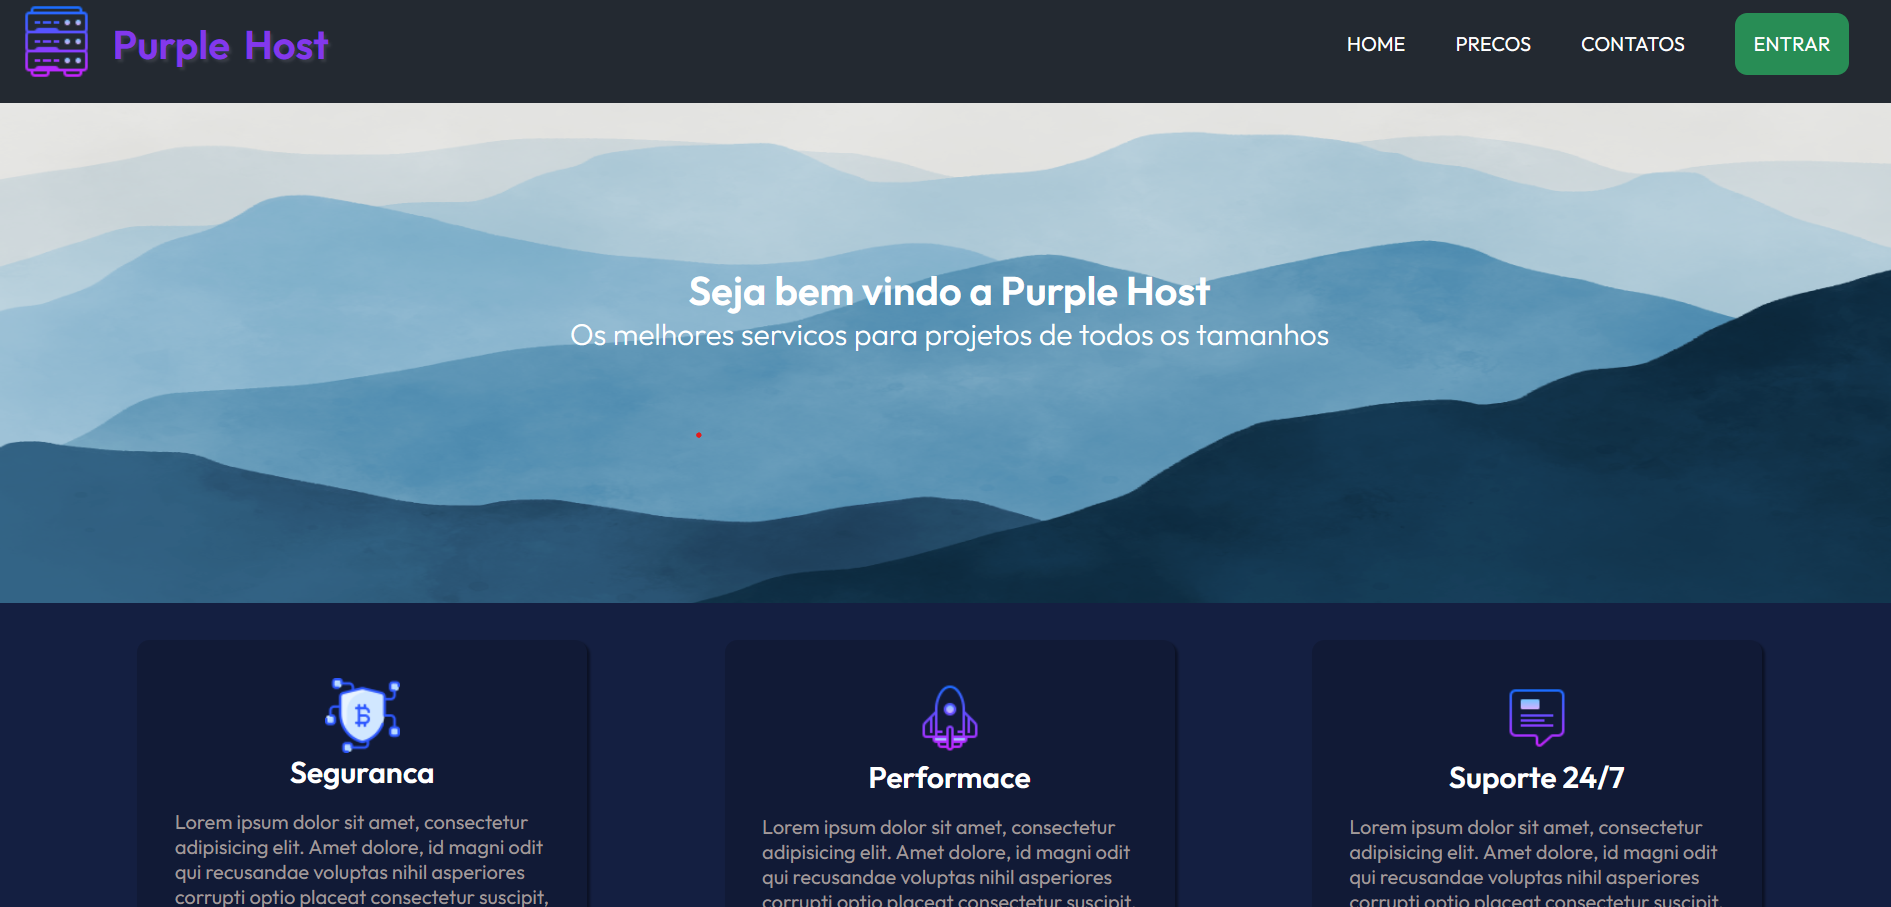 Purple Host
HOME PRECOS CONTATOS ENTRAR
Seja bem vindo a Purple Host
Os melhores servicos para projetos de todos os tamanhos
Seguranca
Lorem ipsum dolor sit amet, consectetur
adipisicing elit. Amet dolore, id magni odit
qui recusandae voluptas nihil asperiores
corrupti optio placeat consectetur suscipit,
Performace
Lorem ipsum dolor sit amet, consectetur
adipisicing elit. Amet dolore, id magni odit
qui recusandae voluptas nihil asperiores
corrupti optio placeat consectetur suscipit,
Suporte 24/7
Lorem ipsum dolor sit amet, consectetur
adipisicing elit. Amet dolore, id magni odit
qui recusandae voluptas nihil asperiores
corrupti optio placeat consectetur suscipit,